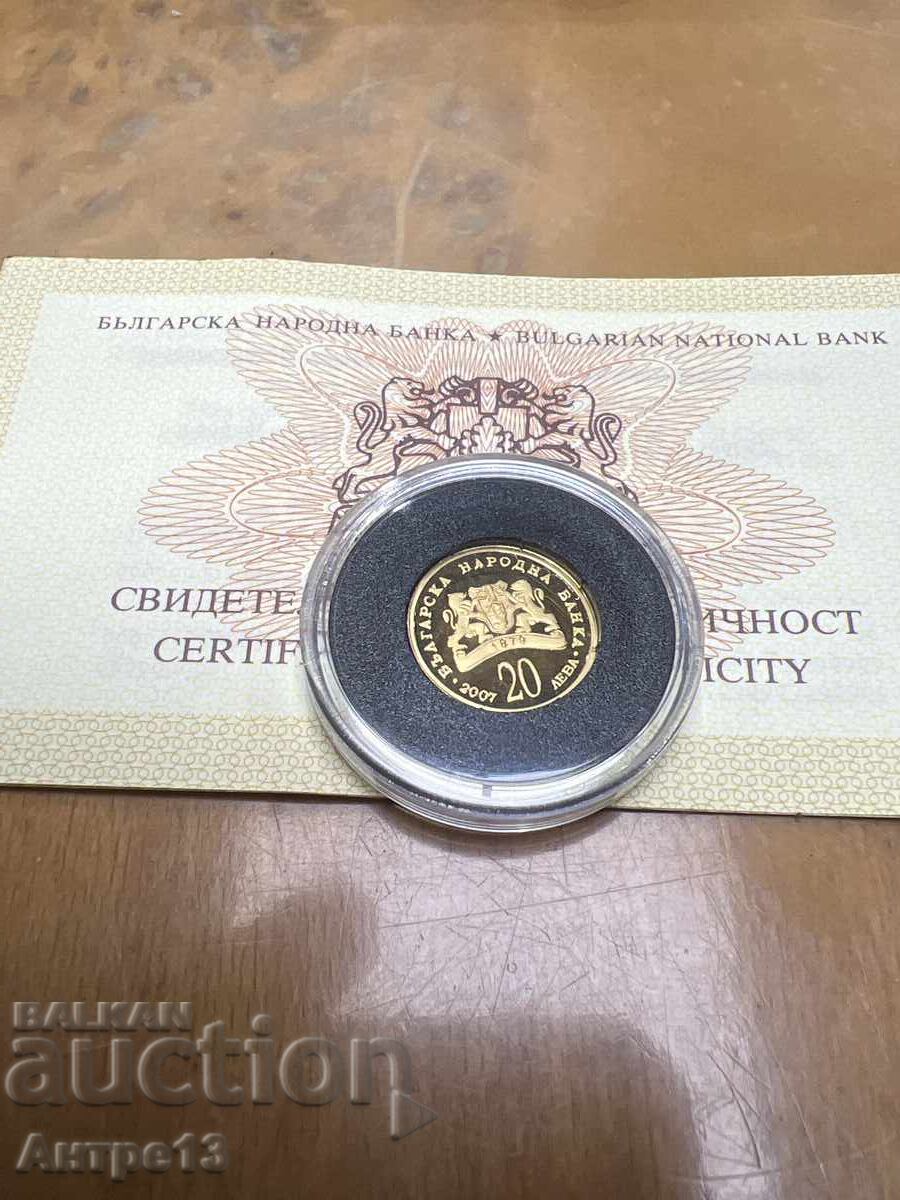 БЪЛГАРСКА НАРОДНА БАНКА ★ BULGARIAN NATIONAL BANK
СВИДЕТЕ ИЧНОСТ
CERTIF ICITY
БЪЛГАРСКА НАРОДНА БАНКА
1879
• 2007 20 ЛЕВА •
BALKAN
auction
Антре13